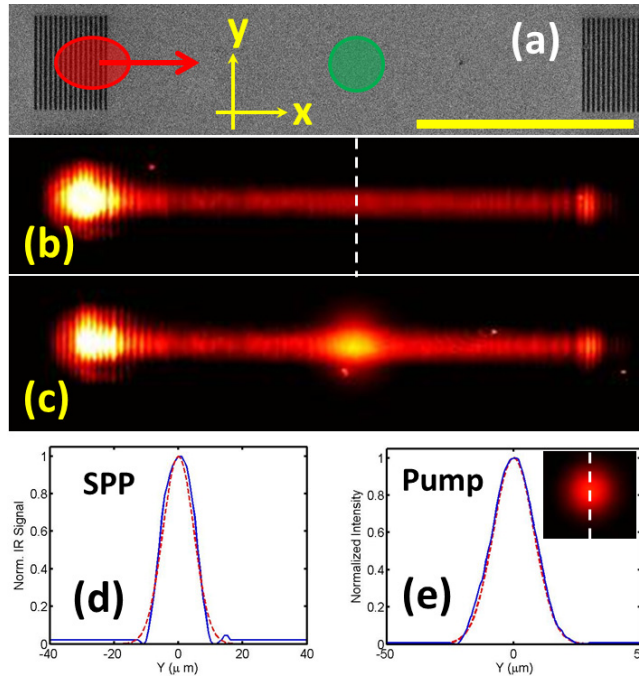 (a)
y
x
(b)
(c)
SPP
(d)
Norm. IR Signal
1
0.8
0.6
0.4
0.2
0
-40 -20 0 20 40
Y (μ m)
Pump
(e)
Normalized Intensity
1
0.8
0.6
0.4
0.2
0
-50 0 50
Y (μm)